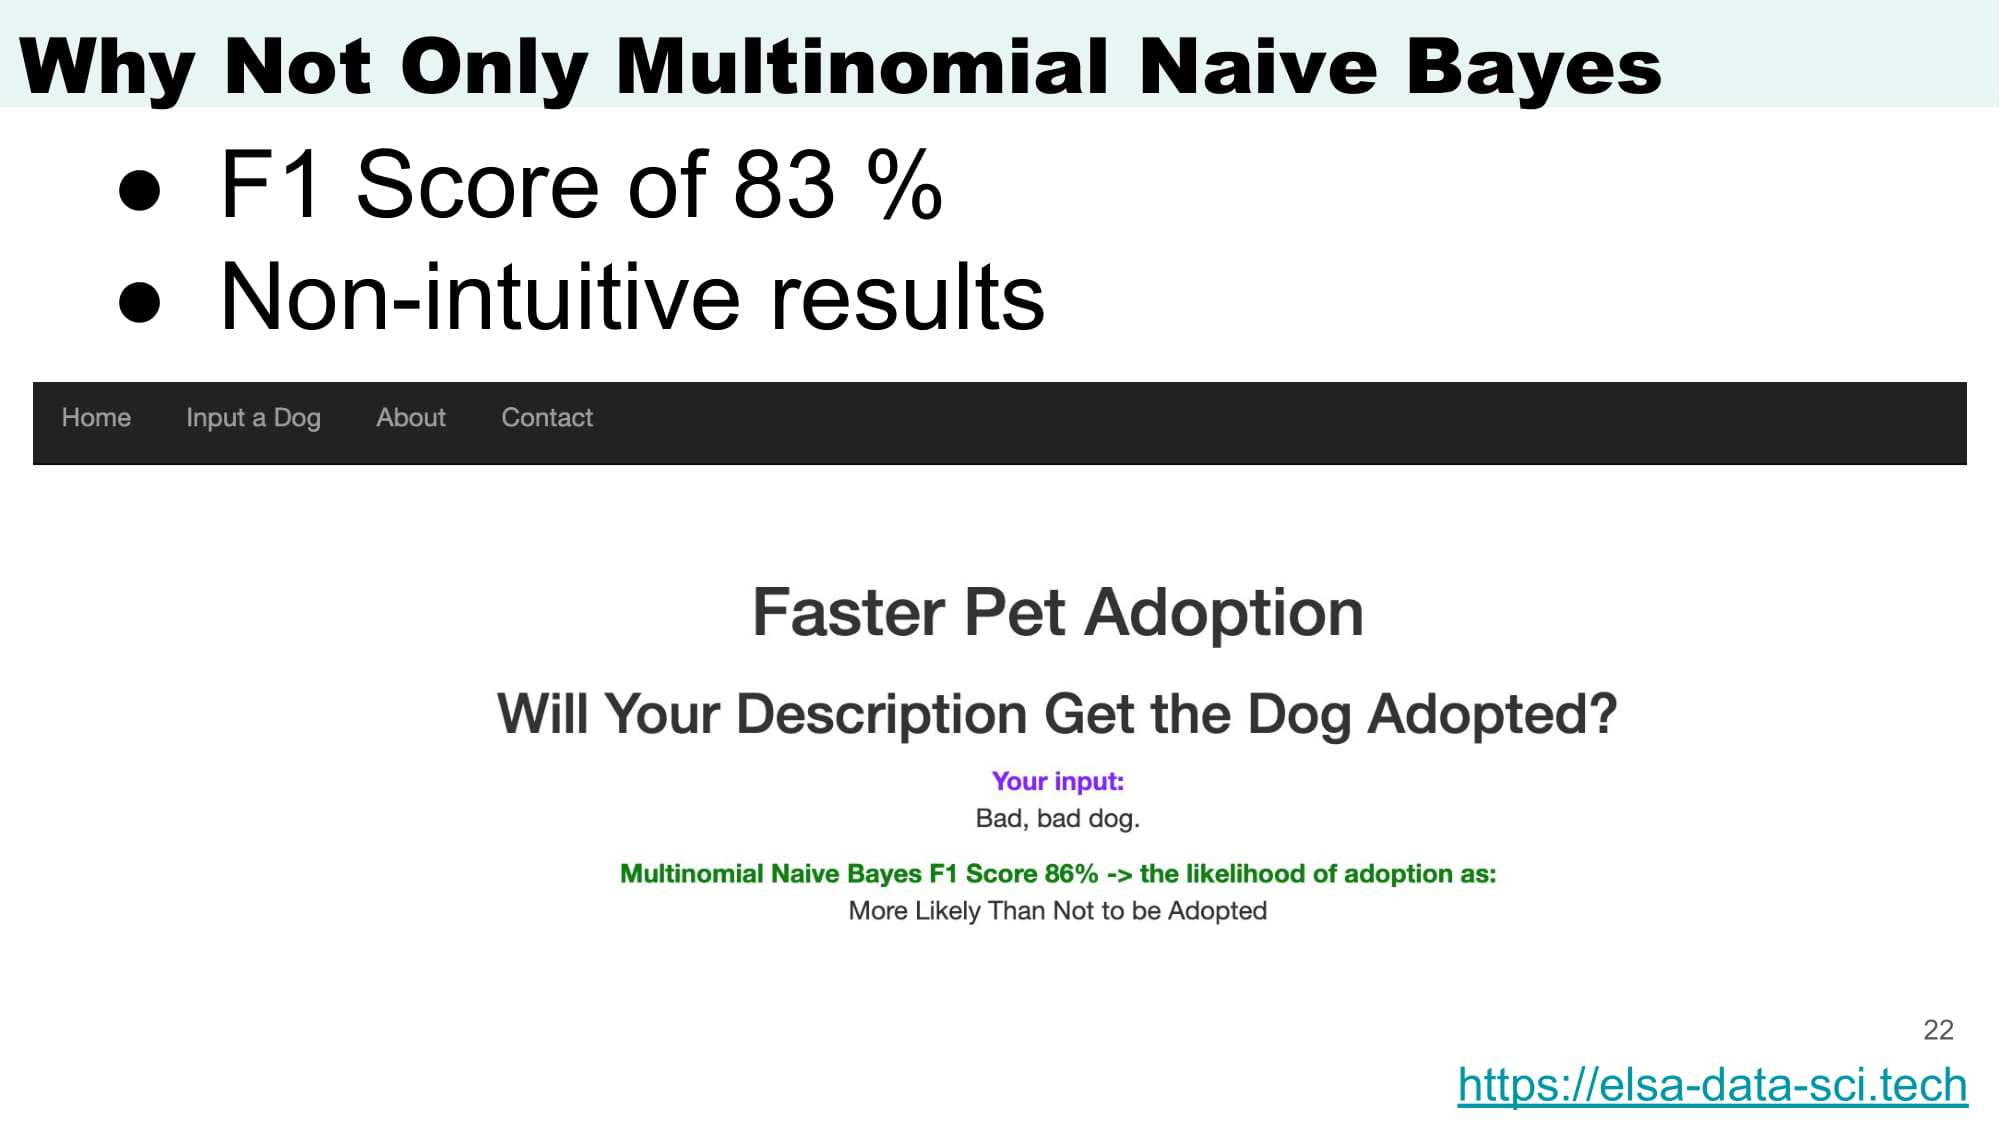 Why Not Only Multinomial Naive Bayes
● F1 Score of 83 %
● Non-intuitive results
Home Input a Dog About Contact
Faster Pet Adoption
Will Your Description Get the Dog Adopted?
Your input:
Bad, bad dog.
Multinomial Naive Bayes F1 Score 86% -> the likelihood of adoption as:
More Likely Than Not to be Adopted
22
https://elsa-data-sci.tech